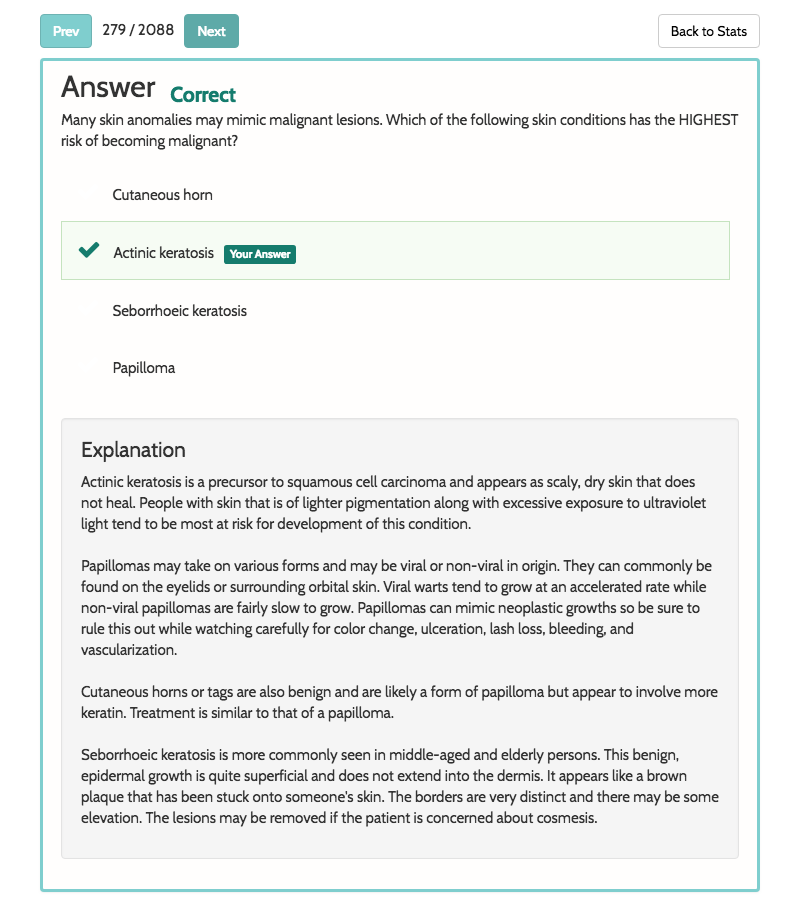 Prev 279 / 2088 Next Back to Stats
Answer Correct
Many skin anomalies may mimic malignant lesions. Which of the following skin conditions has the HIGHEST
risk of becoming malignant?
Cutaneous horn
Actinic keratosis Your Answer
Seborrhoeic keratosis
Papilloma
Explanation
Actinic keratosis is a precursor to squamous cell carcinoma and appears as scaly, dry skin that does
not heal. People with skin that is of lighter pigmentation along with excessive exposure to ultraviolet
light tend to be most at risk for development of this condition.
Papillomas may take on various forms and may be viral or non-viral in origin. They can commonly be
found on the eyelids or surrounding orbital skin. Viral warts tend to grow at an accelerated rate while
non-viral papillomas are fairly slow to grow. Papillomas can mimic neoplastic growths so be sure to
rule this out while watching carefully for color change, ulceration, lash loss, bleeding, and
vascularization.
Cutaneous horns or tags are also benign and are likely a form of papilloma but appear to involve more
keratin. Treatment is similar to that of a papilloma.
Seborrhoeic keratosis is more commonly seen in middle-aged and elderly persons. This benign,
epidermal growth is quite superficial and does not extend into the dermis. It appears like a brown
plaque that has been stuck onto someone's skin. The borders are very distinct and there may be some
elevation. The lesions may be removed if the patient is concerned about cosmesis.